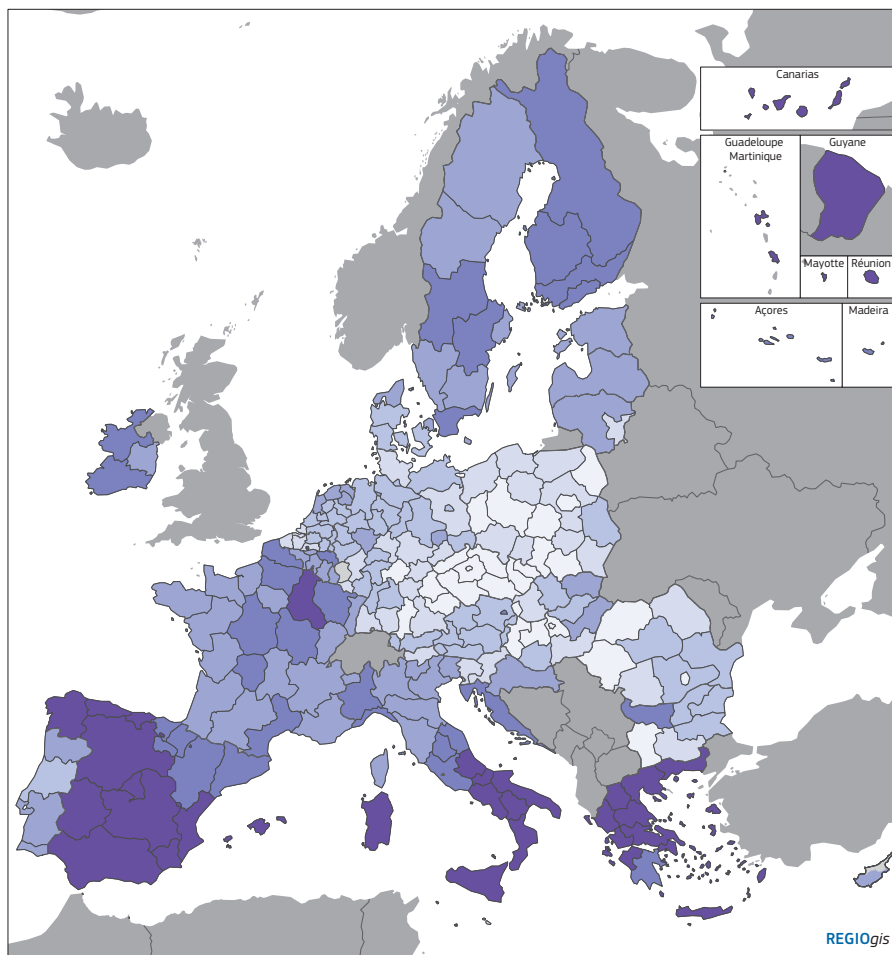 Canarias
Guadeloupe
Martinique
Guyane
Mayotte
Réunion
Açores
Madeira
REGIOgis